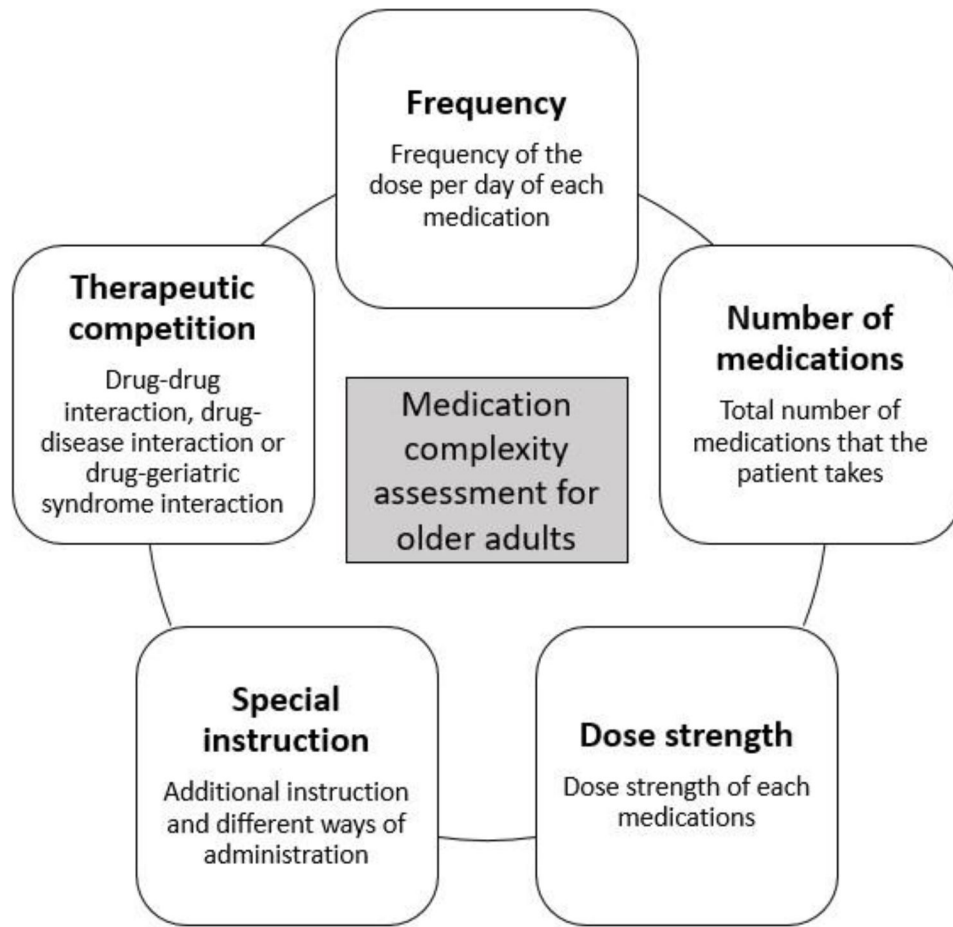 Frequency
Frequency of the
dose per day of each
medication
Therapeutic
competition
Drug-drug
interaction, drug-
disease interaction or
drug-geriatric
syndrome interaction
Number of
medications
Total number of
medications that the
patient takes
Medication
complexity
assessment for
older adults
Special
instruction
Additional instruction
and different ways of
administration
Dose strength
Dose strength of each
medications